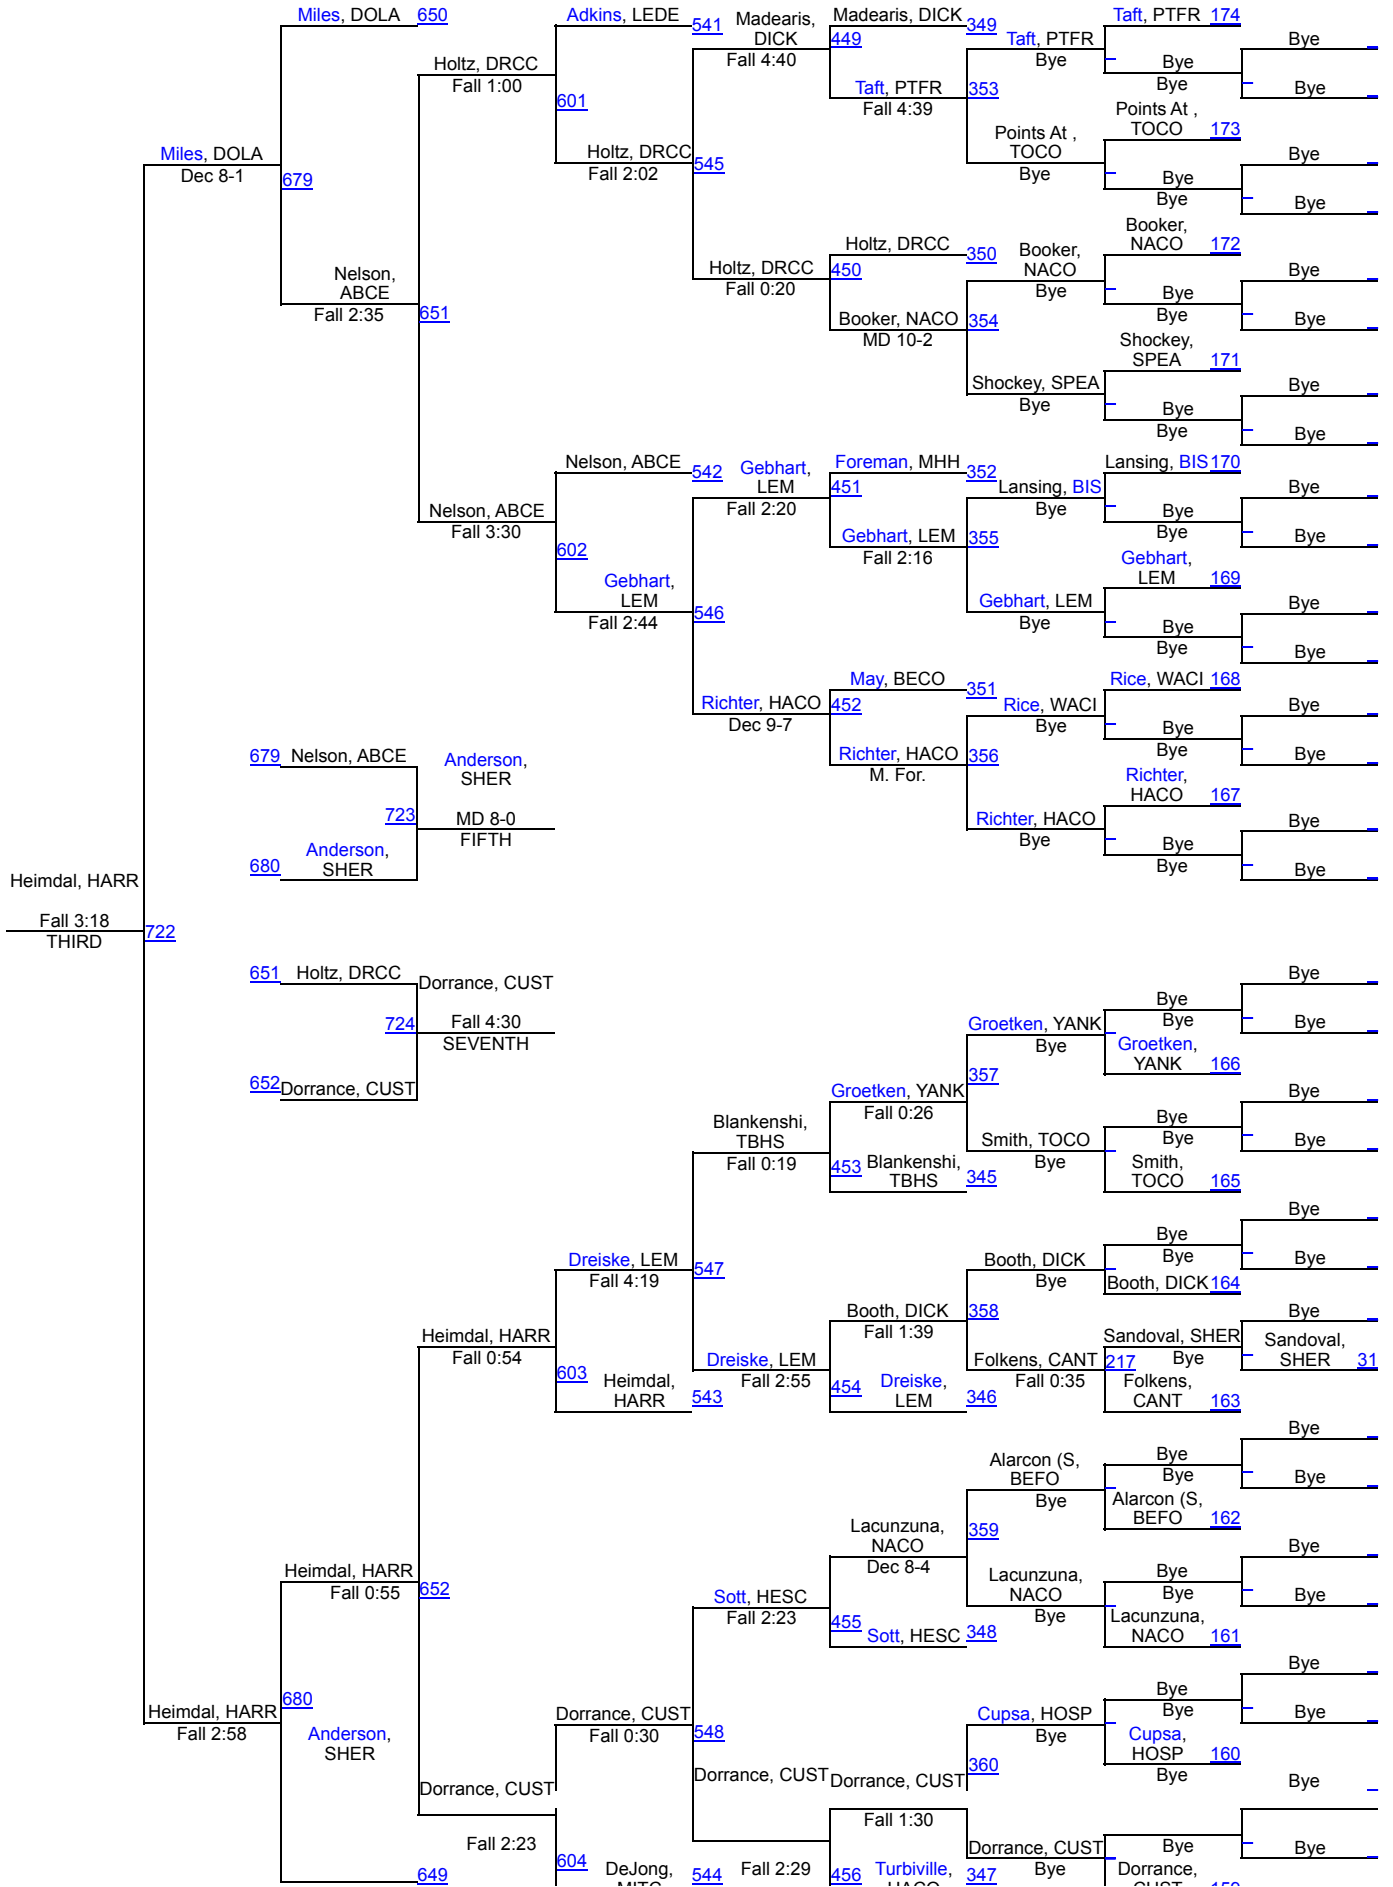 Miles, DOLA 650 Adkins, LEDE Madearis, DICK Taft, PTFR 174
541 Madearis, 349 Bye
DICK 449 Taft, PTFR
Holtz, DRCC Fall 4:40 Bye Bye
Fall 1:00 Taft, PTFR 353 Bye Bye
601 Fall 4:39 Points At ,
Points At , TOCO 173
Miles, DOLA Holtz, DRCC TOCO Bye
Dec 8-1 679 Fall 2:02 545 Bye Bye
Bye Bye
Booker,
Holtz, DRCC 350 Booker, NACO 172
Nelson, Holtz, DRCC 450 NACO Bye
ABCE Fall 0:20 Bye Bye
Fall 2:35 651 Booker, NACO 354 Bye Bye
MD 10-2 Shockey,
SPEA 171
Shockey, SPEA Bye
Bye Bye
Bye Bye
Nelson, ABCE 542 Gebhart, Foreman, MHH 352 Lansing, BIS 170
LEM 451 Lansing, BIS Bye
Nelson, ABCE Fall 2:20 Bye Bye
Fall 3:30 Gebhart, LEM 355 Bye Bye
602 Fall 2:16 Gebhart,
Gebhart, LEM 169
LEM Gebhart, LEM Bye
Fall 2:44 546 Bye Bye
Bye Bye
May, BECO 351 Rice, WACI 168
Richter, HACO 452 Rice, WACI Bye
Dec 9-7 Bye Bye
679 Nelson, ABCE Anderson, Richter, HACO 356 Bye Bye
SHER M. For. Richter,
HACO 167
723 MD 8-0 Richter, HACO Bye
FIFTH Bye Bye
Anderson, Bye Bye
680 SHER
Heimdal, HARR
Fall 3:18 722
THIRD
651 Holtz, DRCC Dorrance, CUST Bye
Bye
724 Fall 4:30 Groetken, YANK Bye Bye
SEVENTH Bye Groetken,
YANK 166
652 Dorrance, CUST 357
Groetken, YANK Bye
Blankenshi, Fall 0:26 Bye
TBHS Smith, TOCO Bye Bye
Fall 0:19 453 Blankenshi, Bye Smith,
TBHS 345 TOCO 165
Bye
Bye
Dreiske, LEM 547 Booth, DICK Bye Bye
Fall 4:19 Bye Booth, DICK 164
Booth, DICK 358 Bye
Heimdal, HARR Fall 1:39 Sandoval, SHER Sandoval,
Fall 0:54 Dreiske, LEM Folkens, CANT 217 Bye SHER 31
603 Heimdal, Fall 2:55 454 Dreiske, Fall 0:35 Folkens,
HARR 543 LEM 346 CANT 163
Bye
Alarcon (S, Bye
BEFO Bye Bye
Bye Alarcon (S,
BEFO 162
Lacunzuna, 359
NACO Bye
Heimdal, HARR Dec 8-4 Lacunzuna, Bye
Fall 0:55 652 Sott, HESC NACO Bye Bye
Fall 2:23 455 Bye Lacunzuna,
Sott, HESC 348 NACO 161
Bye
680 Bye
Heimdal, HARR Dorrance, CUST Cupsa, HOSP Bye Bye
Fall 2:58 Anderson, Fall 0:30 548 Bye Cupsa,
SHER HOSP 160
360 Bye
Dorrance, CUST Dorrance, CUST Dorrance, CUST Bye
Fall 1:30
Fall 2:23 Dorrance, CUST Bye Bye
604 DeJong, 544 Fall 2:29 456 Turbiville, 347 Bye Dorrance,
649